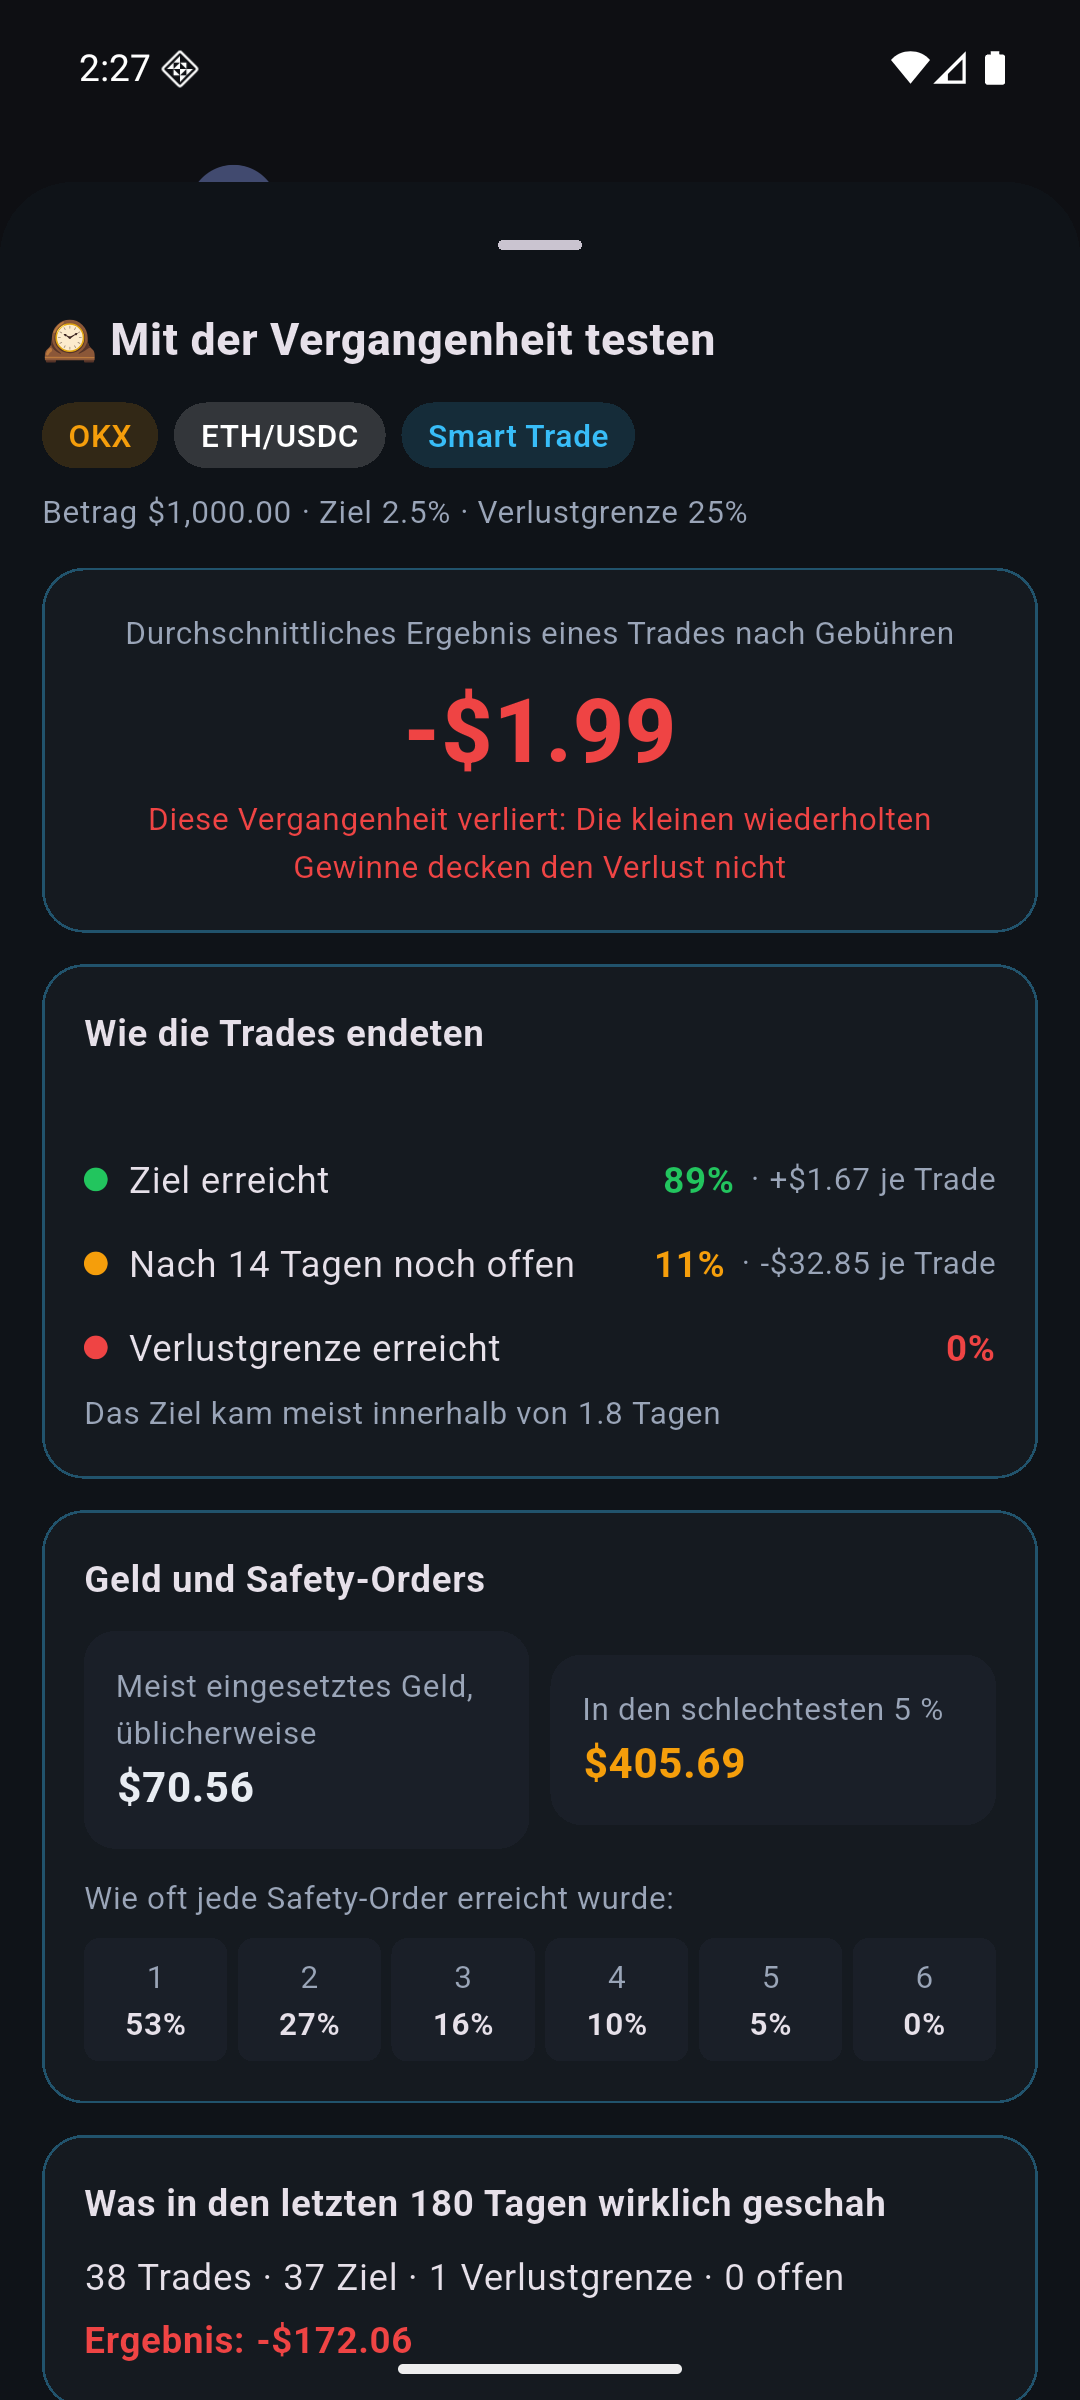 2:27
Mit der Vergangenheit testen
OKX ETH/USDC Smart Trade
Betrag $1,000.00 · Ziel 2.5% · Verlustgrenze 25%
Durchschnittliches Ergebnis eines Trades nach Gebühren
-$1.99
Diese Vergangenheit verliert: Die kleinen wiederholten
Gewinne decken den Verlust nicht
Wie die Trades endeten
Ziel erreicht 89% · +$1.67 je Trade
Nach 14 Tagen noch offen 11% · -$32.85 je Trade
Verlustgrenze erreicht 0%
Das Ziel kam meist innerhalb von 1.8 Tagen
Geld und Safety-Orders
Meist eingesetztes Geld,
üblicherweise
$70.56
In den schlechtesten 5 %
$405.69
Wie oft jede Safety-Order erreicht wurde:
1 2 3 4 5 6
53% 27% 16% 10% 5% 0%
Was in den letzten 180 Tagen wirklich geschah
38 Trades · 37 Ziel · 1 Verlustgrenze · 0 offen
Ergebnis: -$172.06